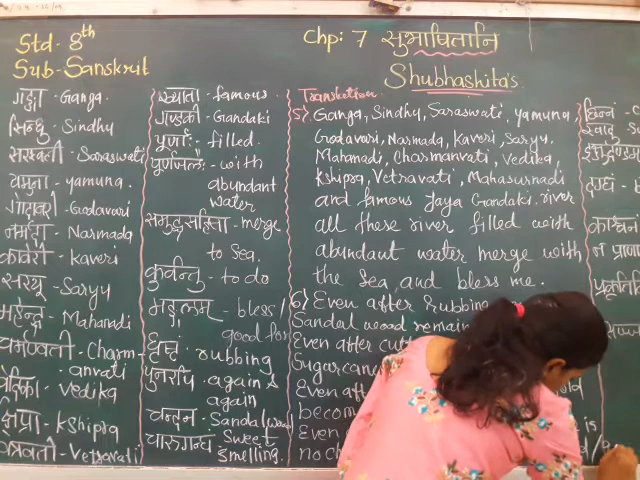 Std - 8th
Sub - Sanskrit
Chp: 7 सुभाषितानि
Shubhashita's
गङ्गा - Ganga
सिन्धु - Sindhu
सरस्वती - Saraswati
यमुना - yamuna.
गोदावरी - Godavari
नर्मदा - Narmada
कावेरी - Kaveri
सरयू - Saryu
महेन्द्र - Mahandi
चर्मण्वती - Charm-
anvati
वेदिका - Vedika
क्षिप्रा - Kshipra
वेत्रवती - Vetravati
ख्याता - famous
गण्डकी - Gandaki
पूर्णाः - filled.
पूर्णजलैः - with
abundant
water
समुद्रसहिता - merge
to Sea.
कुर्वन्तु - to do
मङ्गलम् - bless/
good for
घृष्टं rubbing
पुनरपि - again &
again
चन्दन - Sandal (wood
चारुगन्ध Sweet
smelling.
Translation
5) Ganga, Sindhu, Saraswati, yamuna,
Godavari, Narmada, Kaveri, Saryu.
Mahanadi, Charmanvati, Vedika,
Kshipra, Vetravati, Mahasurnadi
and famous Jaya Gandaki, river
all these river filled with
abundant water merge with
the Sea, and bless me.
6) Even after Rubbing
Sandal wood remain
Even after cut
Sugarcane
Even aft
becom
Even
no ch
is
छिन्नं -
दग्धं -
न प्राण